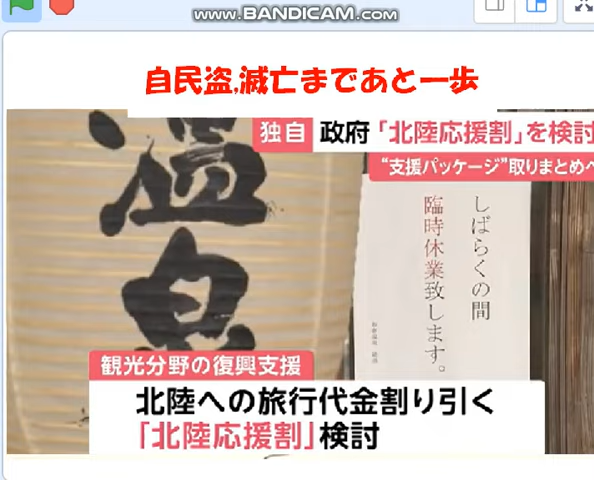 www.BANDICAM.com
自民盗,滅亡まであと一歩
独自 政府「北陸応援割」を検討
“支援パッケージ”取りまとめへ
温泉
しばらくの間
臨時休業致します。
観光分野の復興支援
北陸への旅行代金割り引く
「北陸応援割」検討